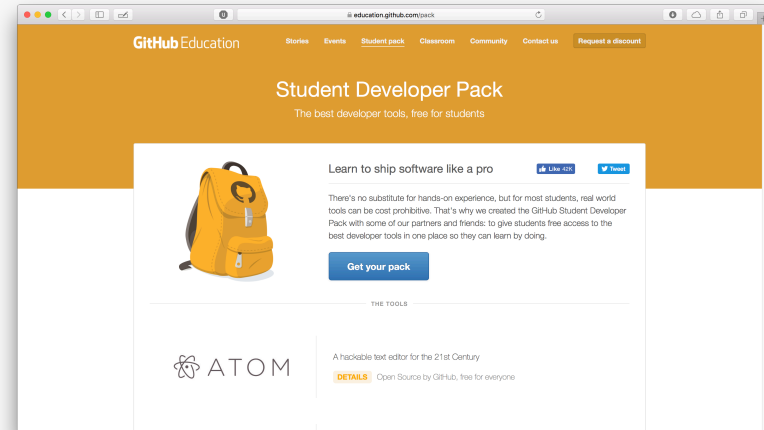 education.github.com/pack
GitHub Education
Stories Events Student pack Classroom Community Contact us Request a discount
Student Developer Pack
The best developer tools, free for students
Learn to ship software like a pro
Like 42K
Tweet
There's no substitute for hands-on experience, but for most students, real world
tools can be cost prohibitive. That's why we created the GitHub Student Developer
Pack with some of our partners and friends: to give students free access to the
best developer tools in one place so they can learn by doing.
Get your pack
THE TOOLS
ATOM
A hackable text editor for the 21st Century
DETAILS Open Source by GitHub, free for everyone